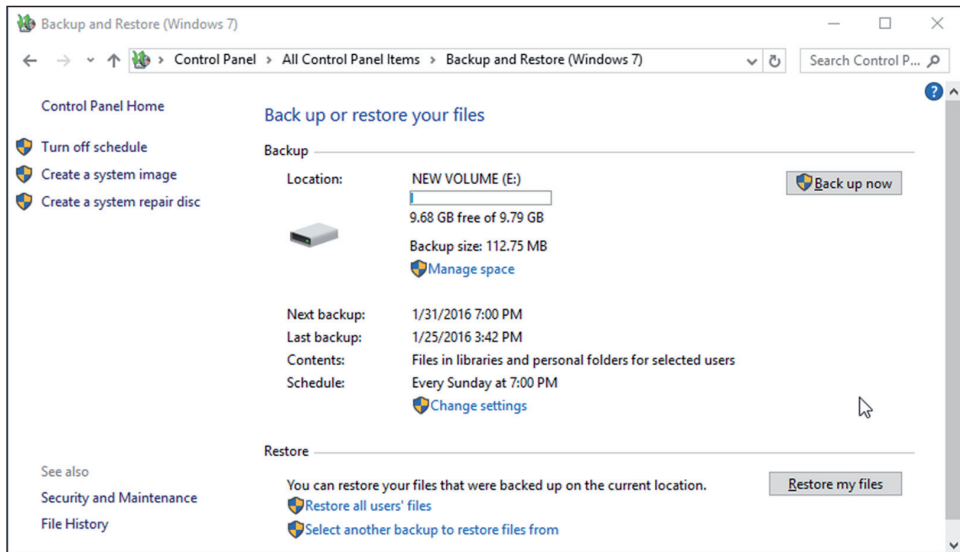 Backup and Restore (Windows 7)
Control Panel > All Control Panel Items > Backup and Restore (Windows 7)
Search Control P...
Control Panel Home
Turn off schedule
Create a system image
Create a system repair disc
See also
Security and Maintenance
File History
Back up or restore your files
Backup
Location: NEW VOLUME (E:)
9.68 GB free of 9.79 GB
Backup size: 112.75 MB
Manage space
Back up now
Next backup: 1/31/2016 7:00 PM
Last backup: 1/25/2016 3:42 PM
Contents: Files in libraries and personal folders for selected users
Schedule: Every Sunday at 7:00 PM
Change settings
Restore
You can restore your files that were backed up on the current location.
Restore my files
Restore all users' files
Select another backup to restore files from